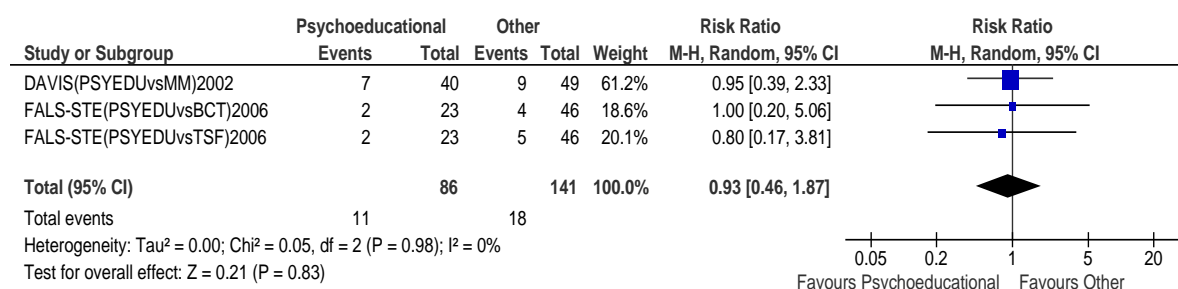 Psychoeducational Other Risk Ratio Risk Ratio
Study or Subgroup Events Total Events Total Weight M-H, Random, 95% CI M-H, Random, 95% CI
DAVIS(PSYEDUvsMM)2002 7 40 9 49 61.2% 0.95 [0.39, 2.33]
FALS-STE(PSYEDUvsBCT)2006 2 23 4 46 18.6% 1.00 [0.20, 5.06]
FALS-STE(PSYEDUvsTSF)2006 2 23 5 46 20.1% 0.80 [0.17, 3.81]
Total (95% CI) 86 141 100.0% 0.93 [0.46, 1.87]
Total events 11 18
Heterogeneity: Tau² = 0.00; Chi² = 0.05, df = 2 (P = 0.98); I² = 0%
Test for overall effect: Z = 0.21 (P = 0.83)
0.05 0.2 1 5 20
Favours Psychoeducational Favours Other